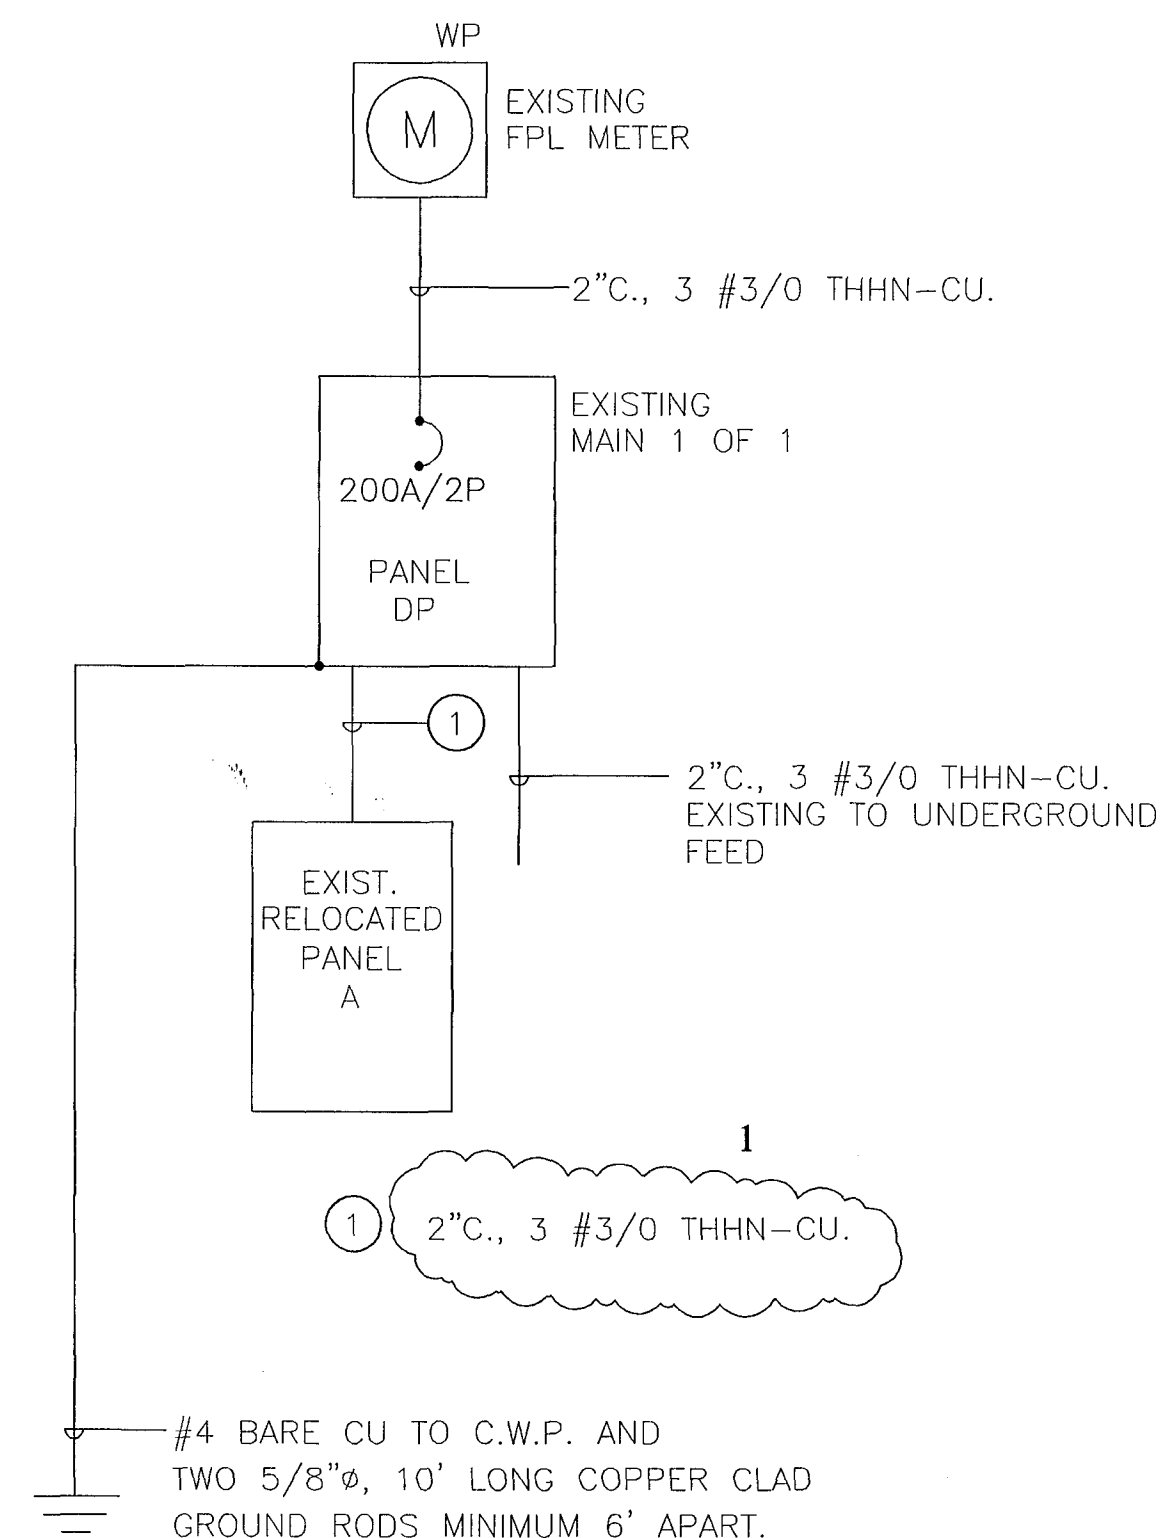 WP
M
EXISTING
FPL METER
2"C., 3 #3/0 THHN-CU.
EXISTING
MAIN 1 OF 1
200A/2P
PANEL
DP
1
2"C., 3 #3/0 THHN-CU.
EXISTING TO UNDERGROUND
FEED
EXIST.
RELOCATED
PANEL
A
1
1
2"C., 3 #3/0 THHN-CU.
#4 BARE CU TO C.W.P. AND
TWO 5/8"ø, 10' LONG COPPER CLAD
GROUND RODS MINIMUM 6' APART.